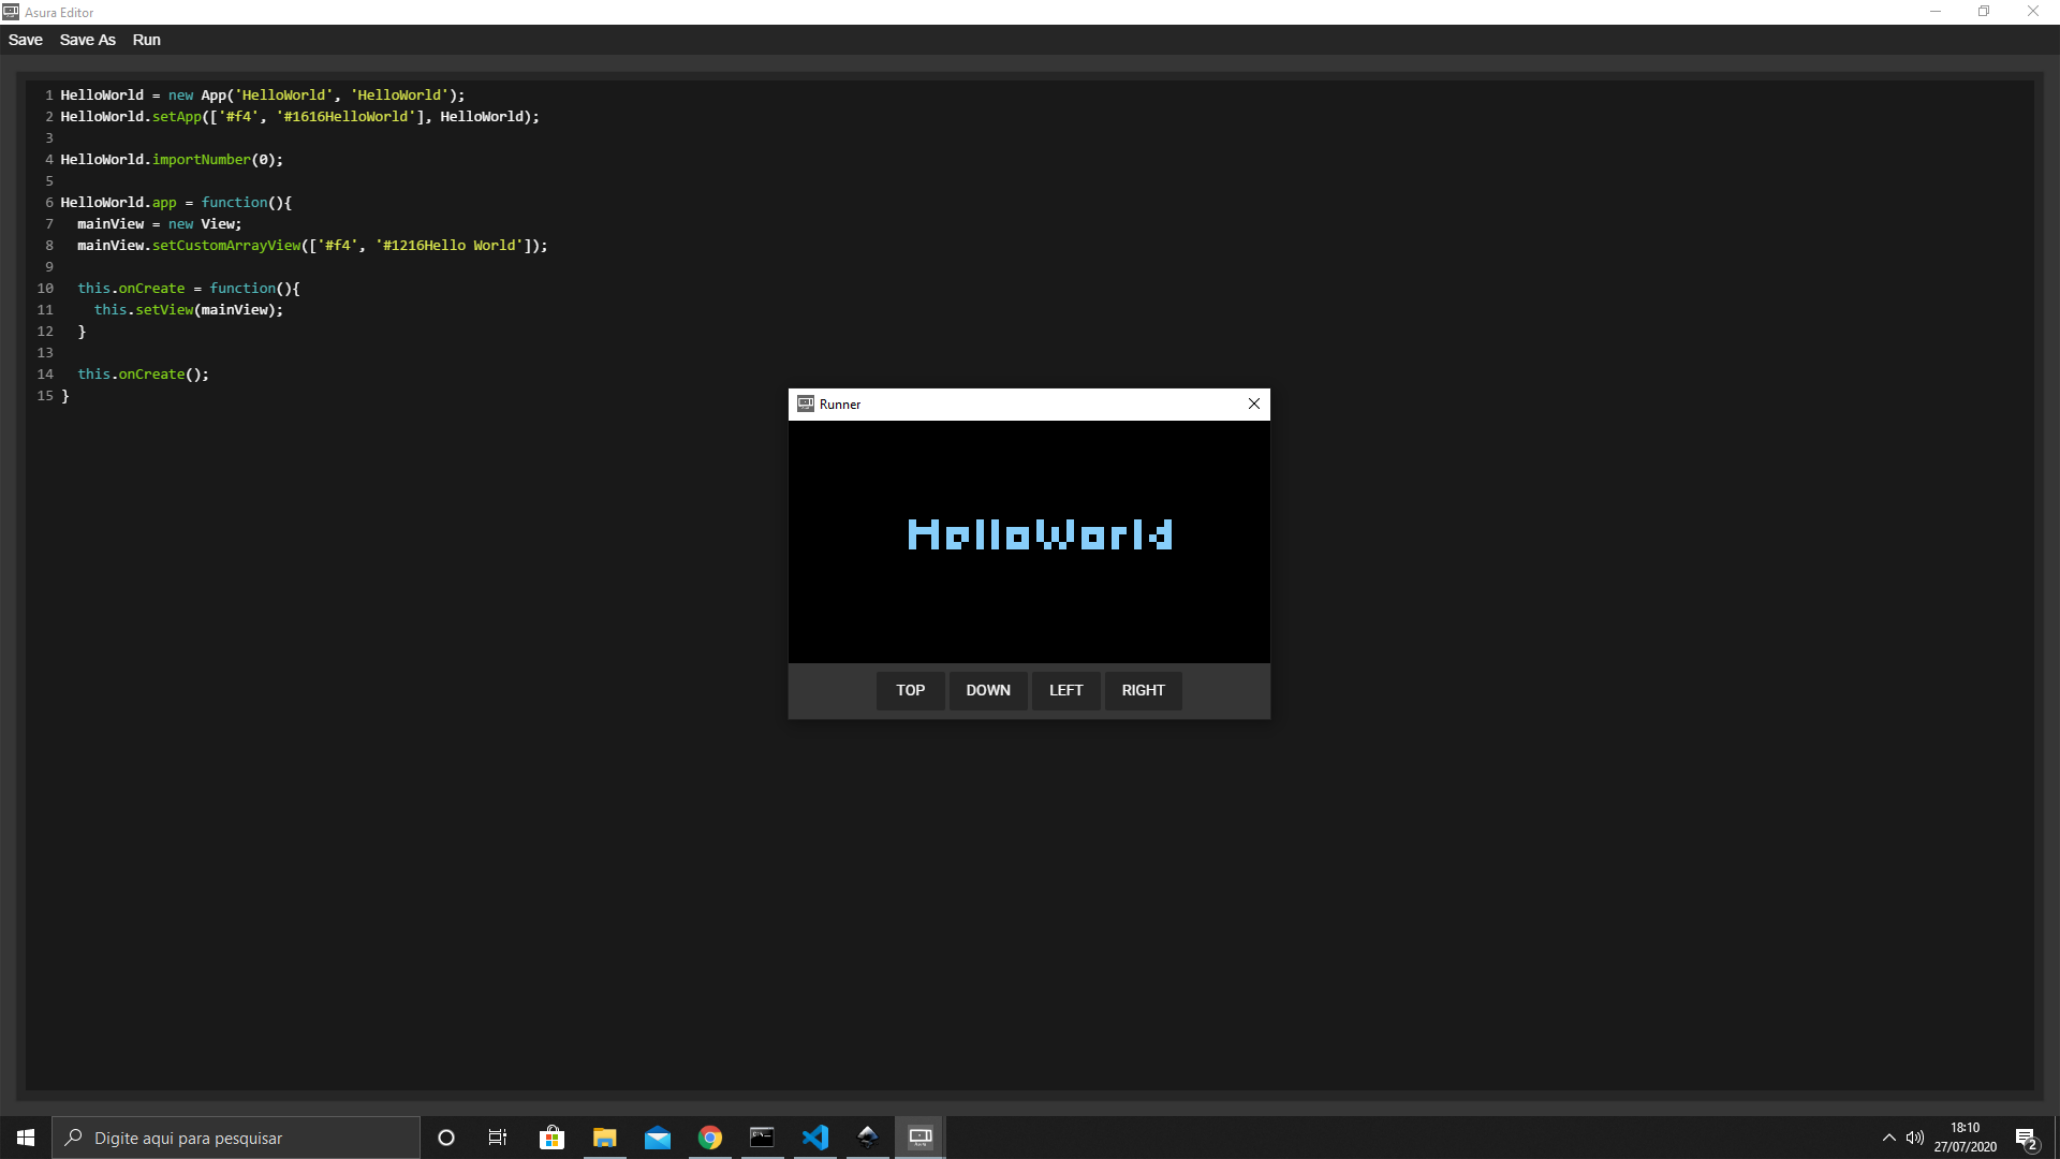 Asura Editor
Save Save As Run
1 HelloWorld = new App('HelloWorld', 'HelloWorld');
2 HelloWorld.setApp(['#f4', '#1616HelloWorld'], HelloWorld);
3
4 HelloWorld.importNumber(0);
5
6 HelloWorld.app = function(){
7   mainView = new View;
8   mainView.setCustomArrayView(['#f4', '#1216Hello World']);
9
10   this.onCreate = function(){
11     this.setView(mainView);
12   }
13
14   this.onCreate();
15 }
Runner
HelloWorld
TOP DOWN LEFT RIGHT
Digite aqui para pesquisar
18:10
27/07/2020
2